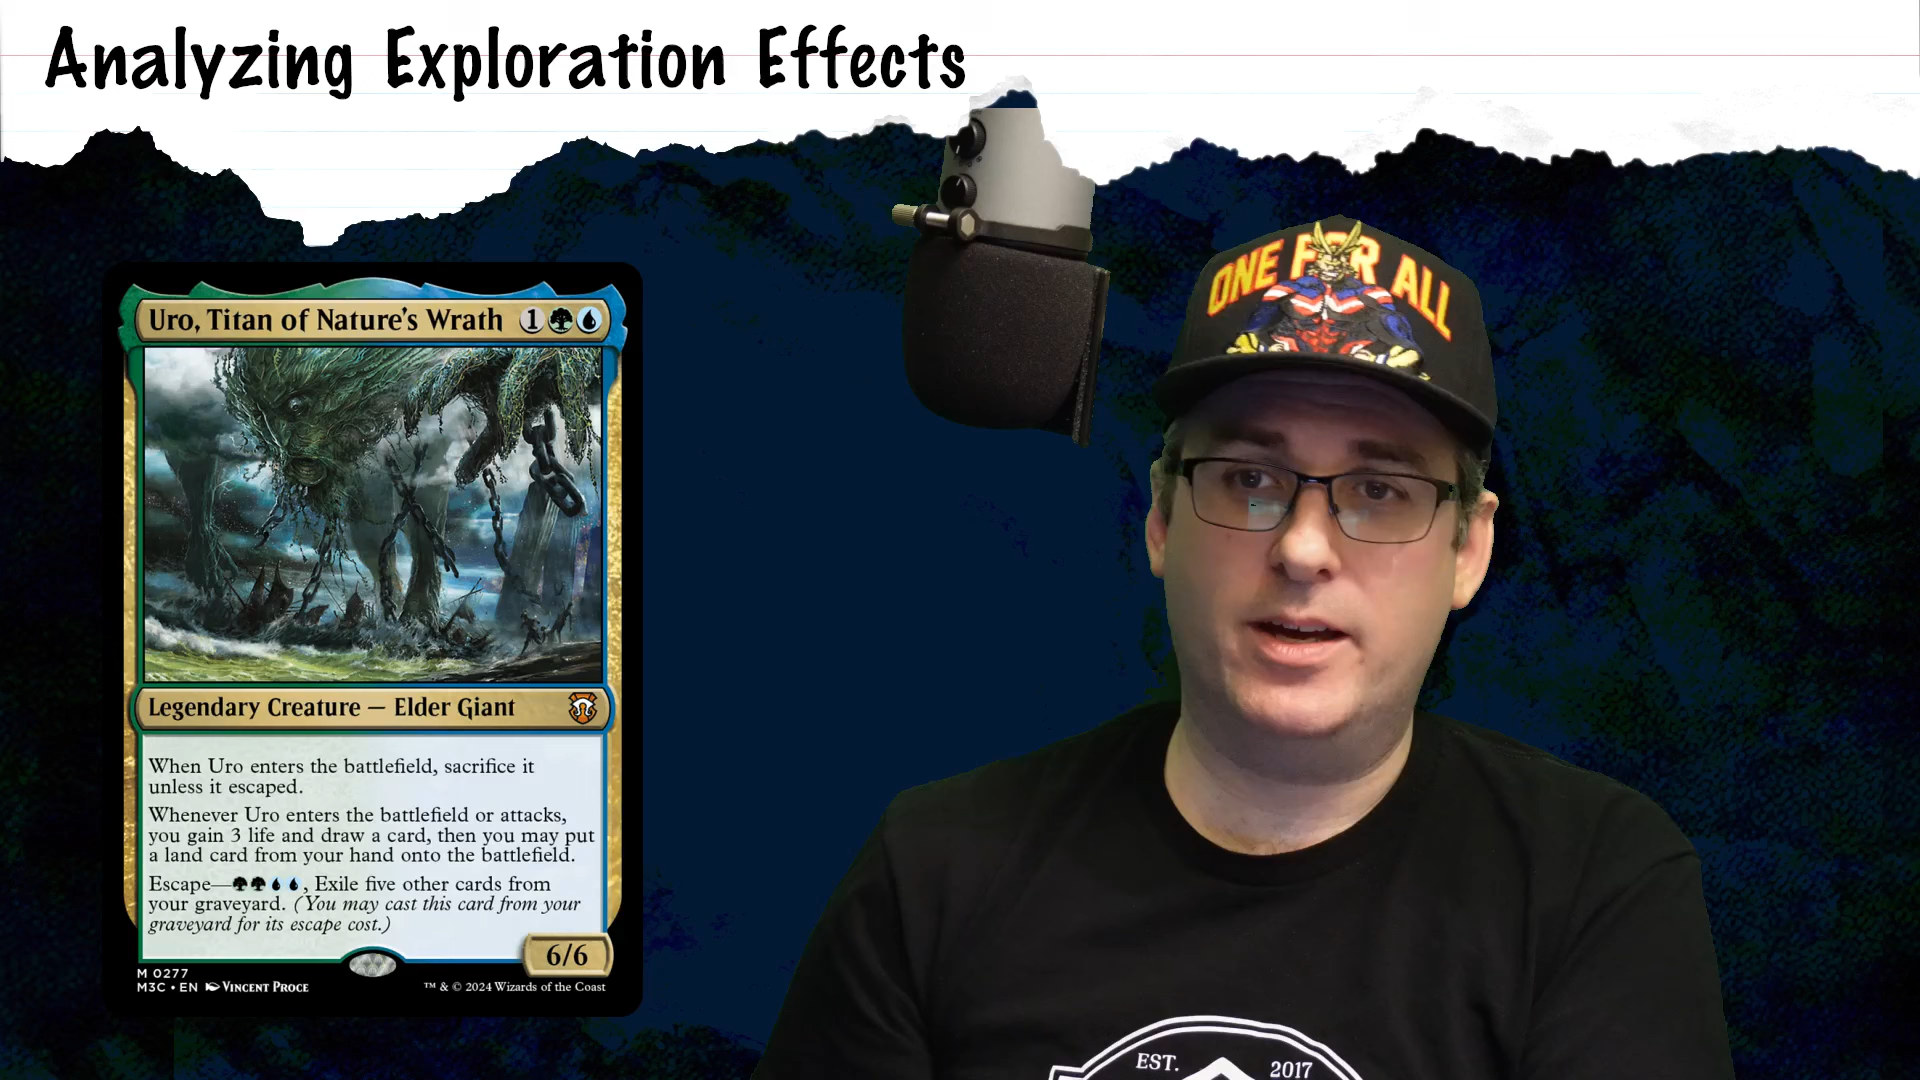 Analyzing Exploration Effects
ONE FOR ALL
Uro, Titan of Nature's Wrath 1
Legendary Creature — Elder Giant
When Uro enters the battlefield, sacrifice it
unless it escaped.
Whenever Uro enters the battlefield or attacks,
you gain 3 life and draw a card, then you may put
a land card from your hand onto the battlefield.
Escape—, Exile five other cards from
your graveyard. (You may cast this card from your
graveyard for its escape cost.)
6/6
M 0277
M3C • EN VINCENT PROCE
™ & © 2024 Wizards of the Coast
EST. 2017